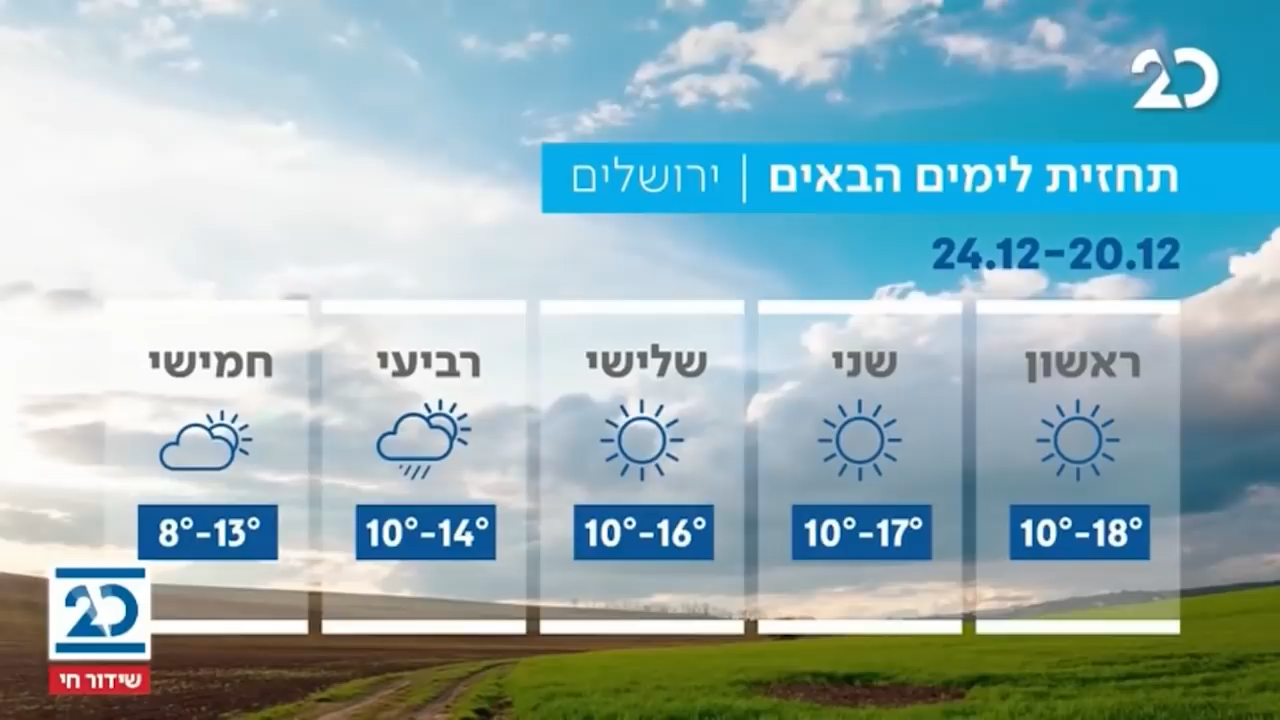 20
תחזית לימים הבאים | ירושלים
24.12-20.12
ראשון
10°-18°
שני
10°-17°
שלישי
10°-16°
רביעי
10°-14°
חמישי
8°-13°
20
שידור חי